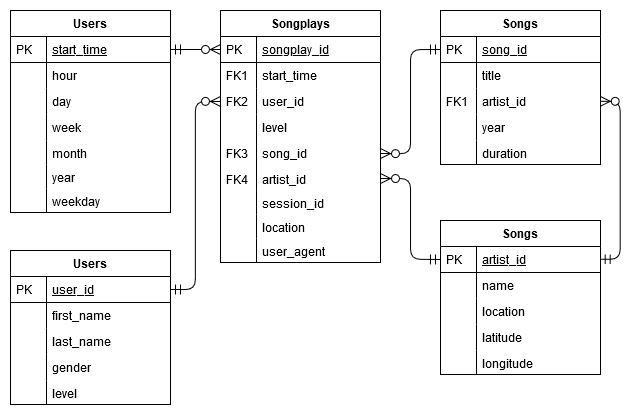 Users
PK start_time
hour
day
week
month
year
weekday
Songplays
PK songplay_id
FK1 start_time
FK2 user_id
level
FK3 song_id
FK4 artist_id
session_id
location
user_agent
Songs
PK song_id
title
FK1 artist_id
year
duration
Users
PK user_id
first_name
last_name
gender
level
Songs
PK artist_id
name
location
latitude
longitude